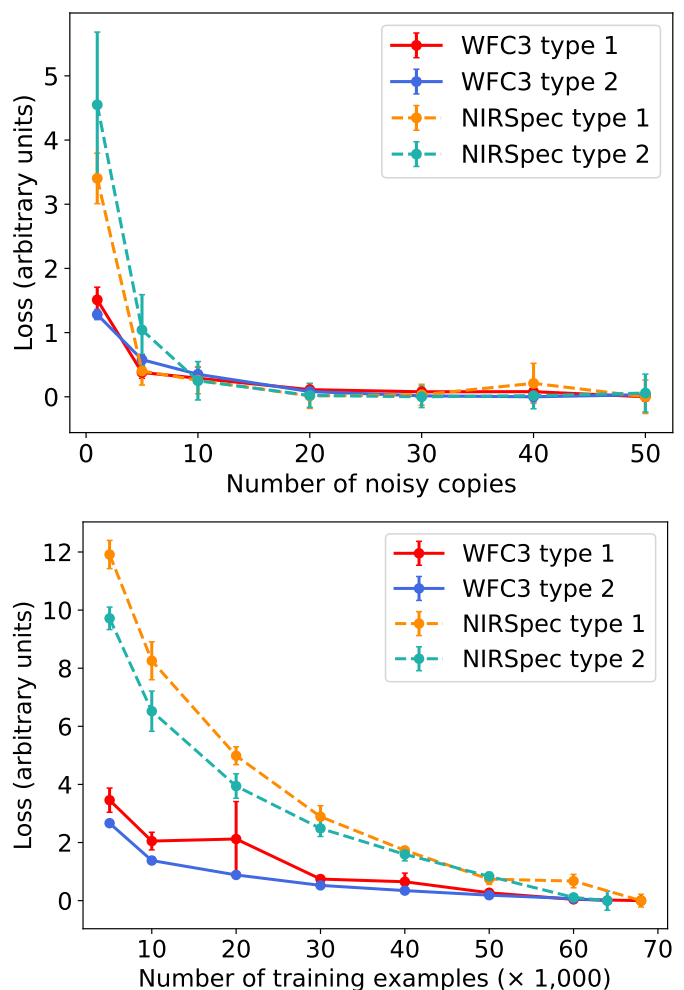 5
4
3
2
1
0
Loss (arbitrary units)
WFC3 type 1
WFC3 type 2
NIRSpec type 1
NIRSpec type 2
0 10 20 30 40 50
Number of noisy copies
12
10
8
6
4
2
0
Loss (arbitrary units)
WFC3 type 1
WFC3 type 2
NIRSpec type 1
NIRSpec type 2
10 20 30 40 50 60 70
Number of training examples (× 1,000)